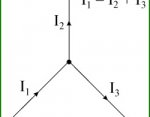 I₁ = I₂ + I₃
I₂
I₁
I₃